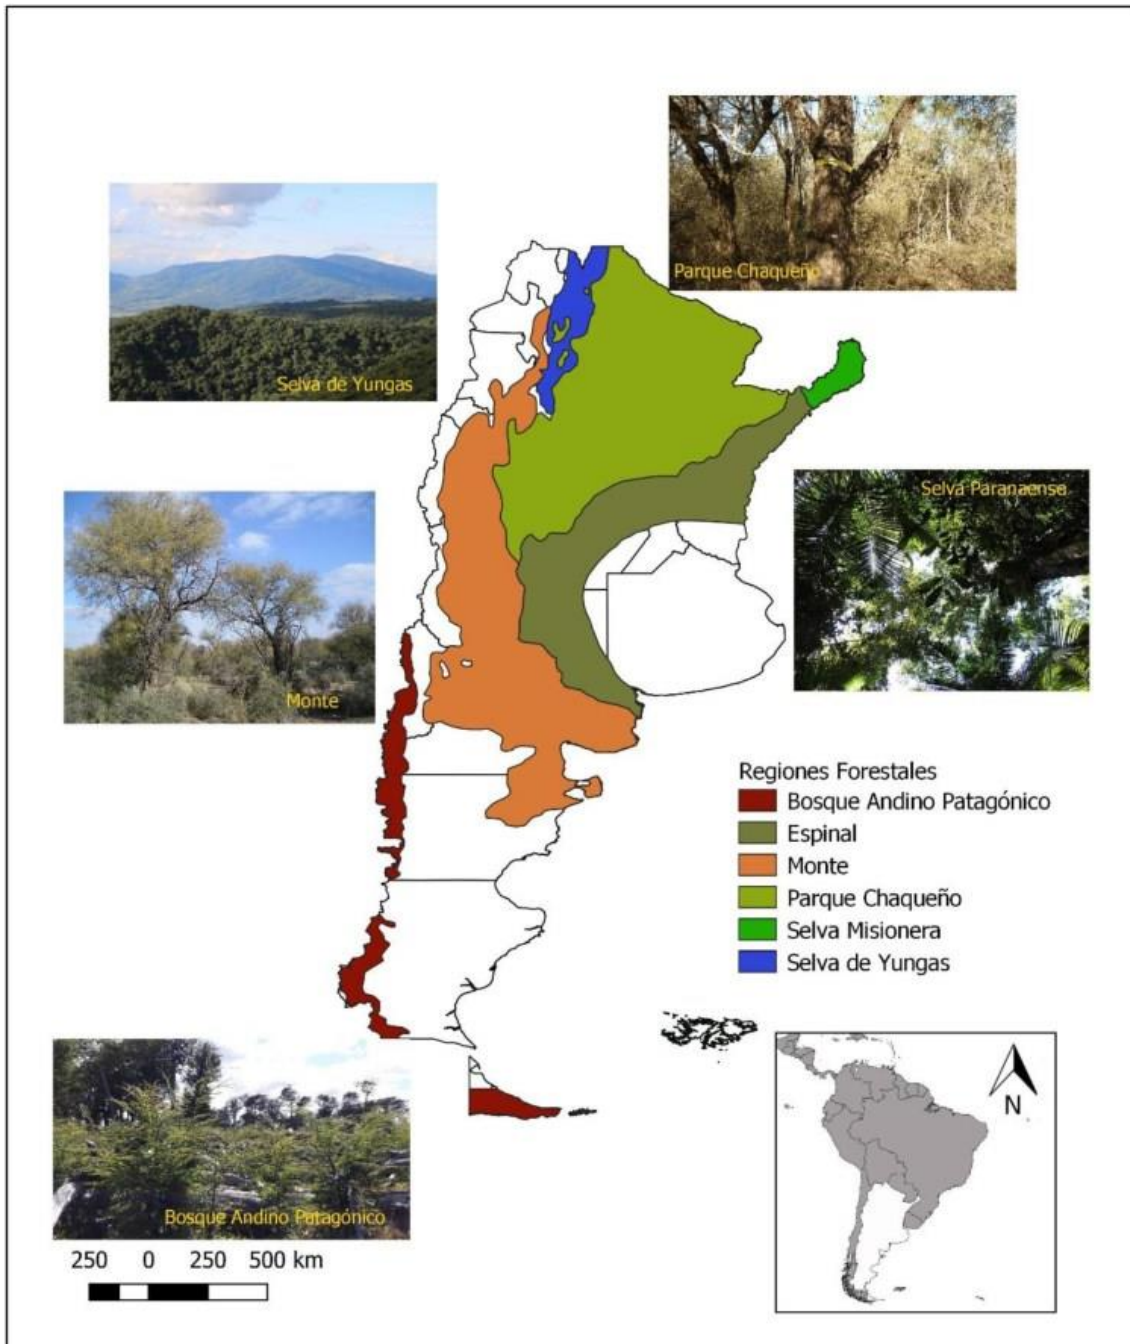 Parque Chaqueño
Selva de Yungas
Selva Paranaense
Monte
Regiones Forestales
Bosque Andino Patagónico
Espinal
Monte
Parque Chaqueño
Selva Misionera
Selva de Yungas
Bosque Andino Patagónico
N
250 0 250 500 km